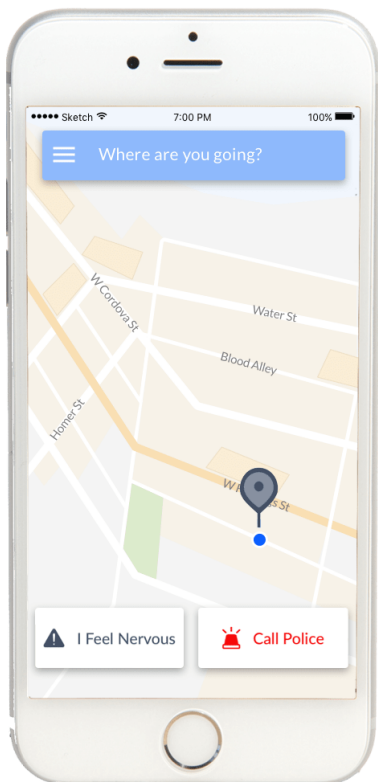 Sketch 7:00 PM 100%
Where are you going?
W Cordova St
Water St
Blood Alley
Homer St
St
I Feel Nervous Call Police